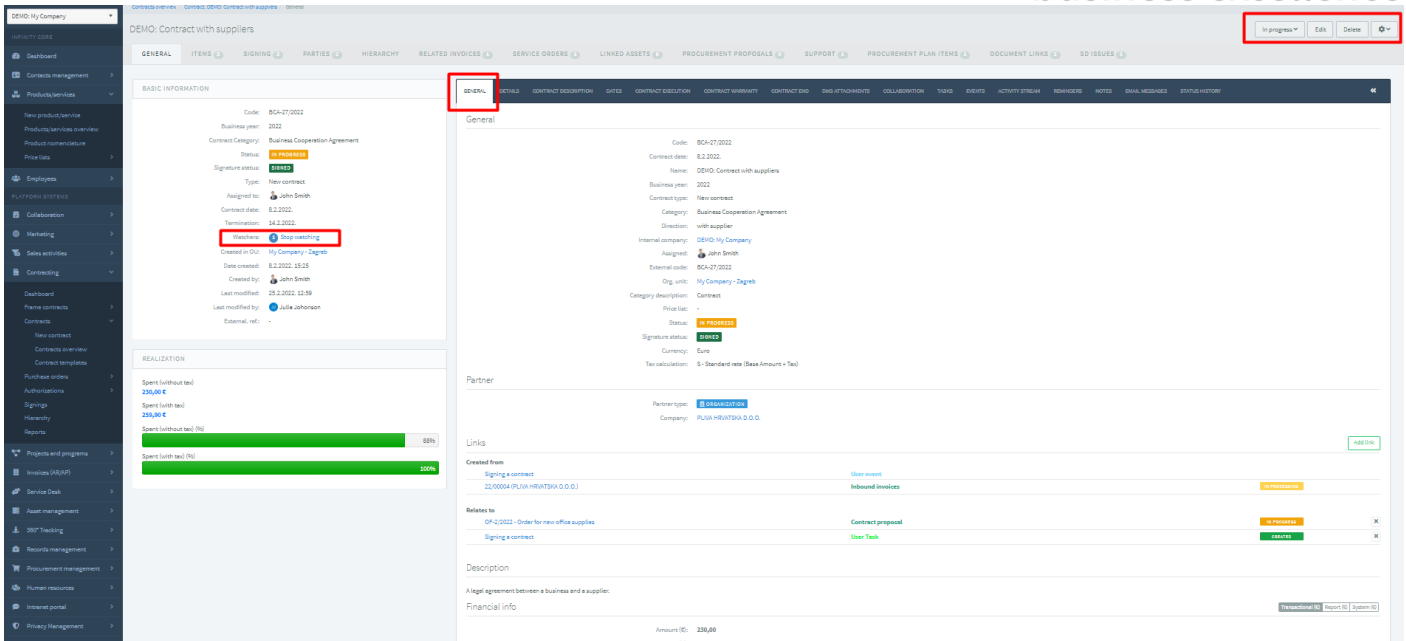 DEMO: My Company
INFINITY CORE
Dashboard
Contacts management
Products/services
New product/service
Products/services overview
Product nomenclature
Price lists
Employees
PLATFORM SYSTEMS
Collaboration
Marketing
Sales activities
Contracting
Dashboard
Frame contracts
Contracts
New contract
Contracts overview
Contract templates
Purchase orders
Authorizations
Signings
Hierarchy
Reports
Projects and programs
Invoices (AR/AP)
Service Desk
Asset management
360° Tracking
Records management
Procurement management
Human resources
Intranet portal
Privacy Management
Contracts overview / Contract, DEMO: Contract with suppliers / General
DEMO: Contract with suppliers
In progress Edit Delete
GENERAL ITEMS SIGNING PARTIES HIERARCHY RELATED INVOICES SERVICE ORDERS LINKED ASSETS PROCUREMENT PROPOSALS SUPPORT PROCUREMENT PLAN ITEMS DOCUMENT LINKS SD ISSUES
BASIC INFORMATION
Code: BCA-27/2022
Business year: 2022
Contract Category: Business Cooperation Agreement
Status: IN PROGRESS
Signature status: SIGNED
Type: New contract
Assigned to: John Smith
Contract date: 8.2.2022.
Termination: 14.2.2022.
Watchers: Stop watching
Created in OU: My Company - Zagreb
Date created: 8.2.2022. 15:25
Created by: John Smith
Last modified: 25.2.2022. 12:59
Last modified by: Julia Johonson
External. ref.: -
REALIZATION
Spent (without tax)
230,00 €
Spent (with tax)
259,90 €
Spent (without tax) (%)
88%
Spent (with tax) (%)
100%
GENERAL DETAILS CONTRACT DESCRIPTION DATES CONTRACT EXECUTION CONTRACT WARRANTY CONTRACT END DMS ATTACHMENTS COLLABORATION TASKS EVENTS ACTIVITY STREAM REMINDERS NOTES EMAIL MESSAGES STATUS HISTORY
General
Code: BCA-27/2022
Contract date: 8.2.2022.
Name: DEMO: Contract with suppliers
Business year: 2022
Contract type: New contract
Category: Business Cooperation Agreement
Direction: with supplier
Internal company: DEMO: My Company
Assigned: John Smith
External code: BCA-27/2022
Org. unit: My Company - Zagreb
Category description: Contract
Price list: -
Status: IN PROGRESS
Signature status: SIGNED
Currency: Euro
Tax calculation: S - Standard rate (Base Amount + Tax)
Partner
Partner type: ORGANIZATION
Company: PLIVA HRVATSKA D.O.O.
Links
Add link
Created from
Signing a contract User event
22/00004 (PLIVA HRVATSKA D.O.O.) Inbound invoices IN PROCESSING
Relates to
OF-2/2022 - Order for new office supplies Contract proposal IN PROGRESS
Signing a contract User Task CREATED
Description
A legal agreement between a business and a supplier.
Financial info
Transactional (€) Report (€) System (€)
Amount (€): 230,00